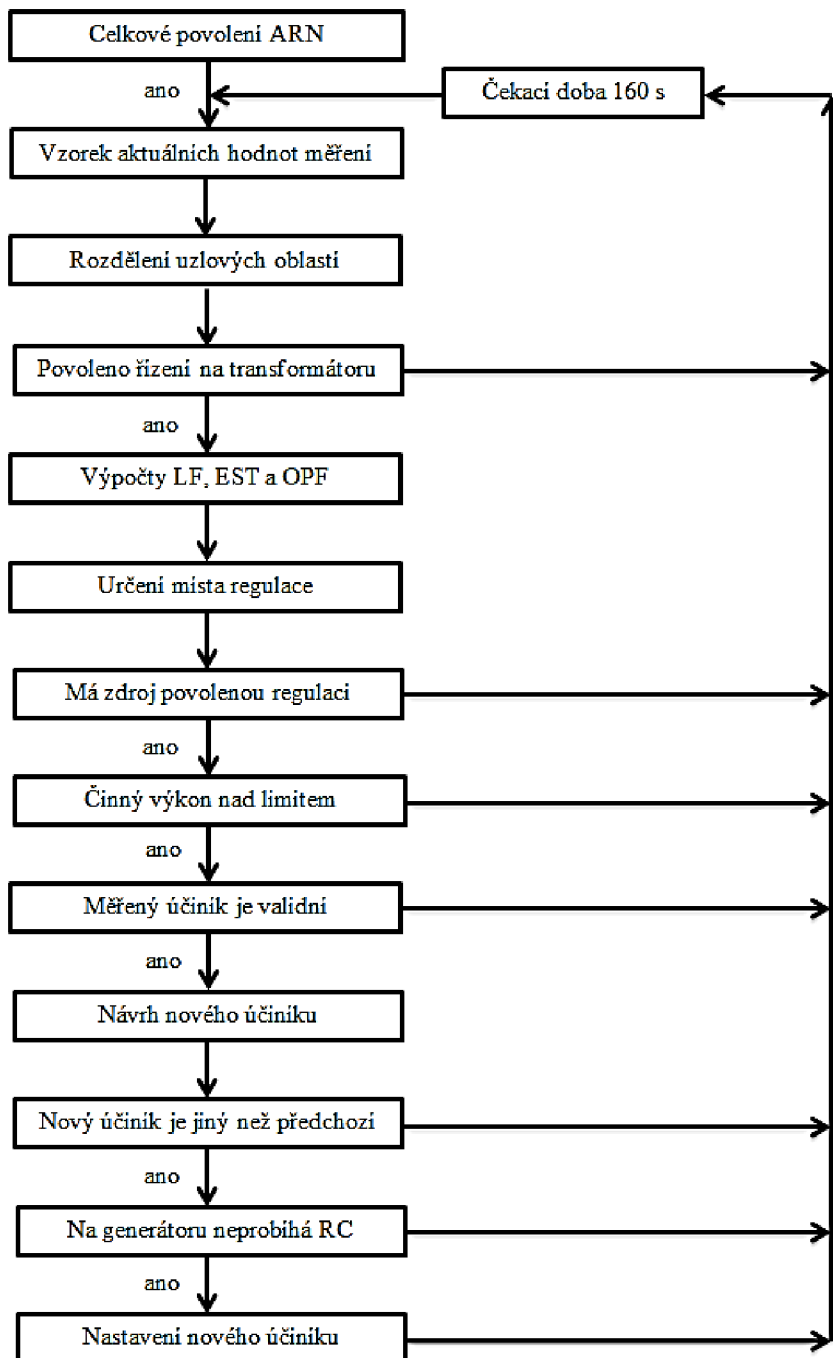 Celkové povolení ARN
ano
Čekací doba 160 s
Vzorek aktuálních hodnot měření
Rozdělení uzlových oblastí
Povoleno řízení na transformátoru
ano
Výpočty LF, EST a OPF
Určení místa regulace
Má zdroj povolenou regulaci
ano
Činný výkon nad limitem
ano
Měřený účiník je validní
ano
Návrh nového účiníku
Nový účiník je jiný než předchozí
ano
Na generátoru neprobíhá RC
ano
Nastavení nového účiníku